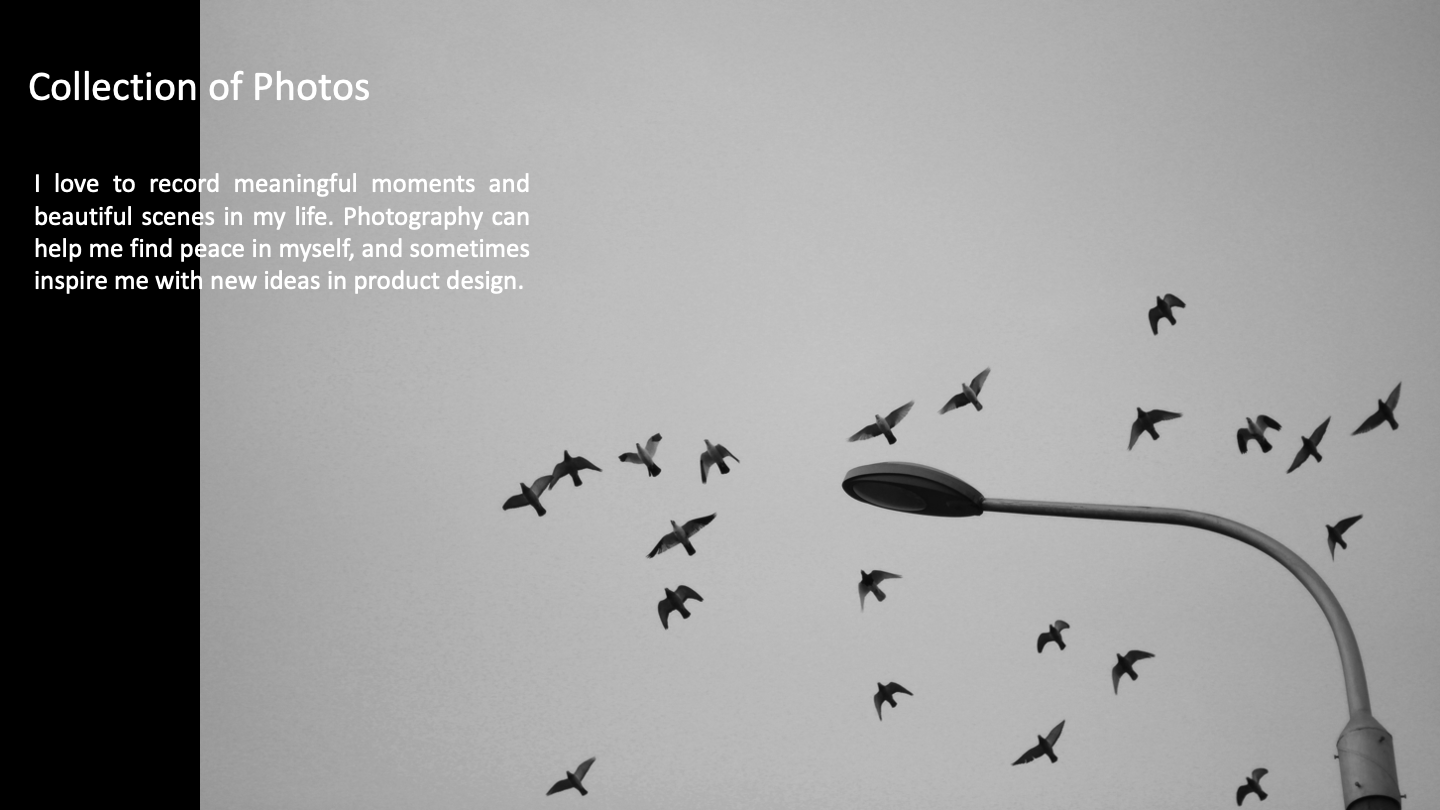 Collection of Photos
I love to record meaningful moments and
beautiful scenes in my life. Photography can
help me find peace in myself, and sometimes
inspire me with new ideas in product design.